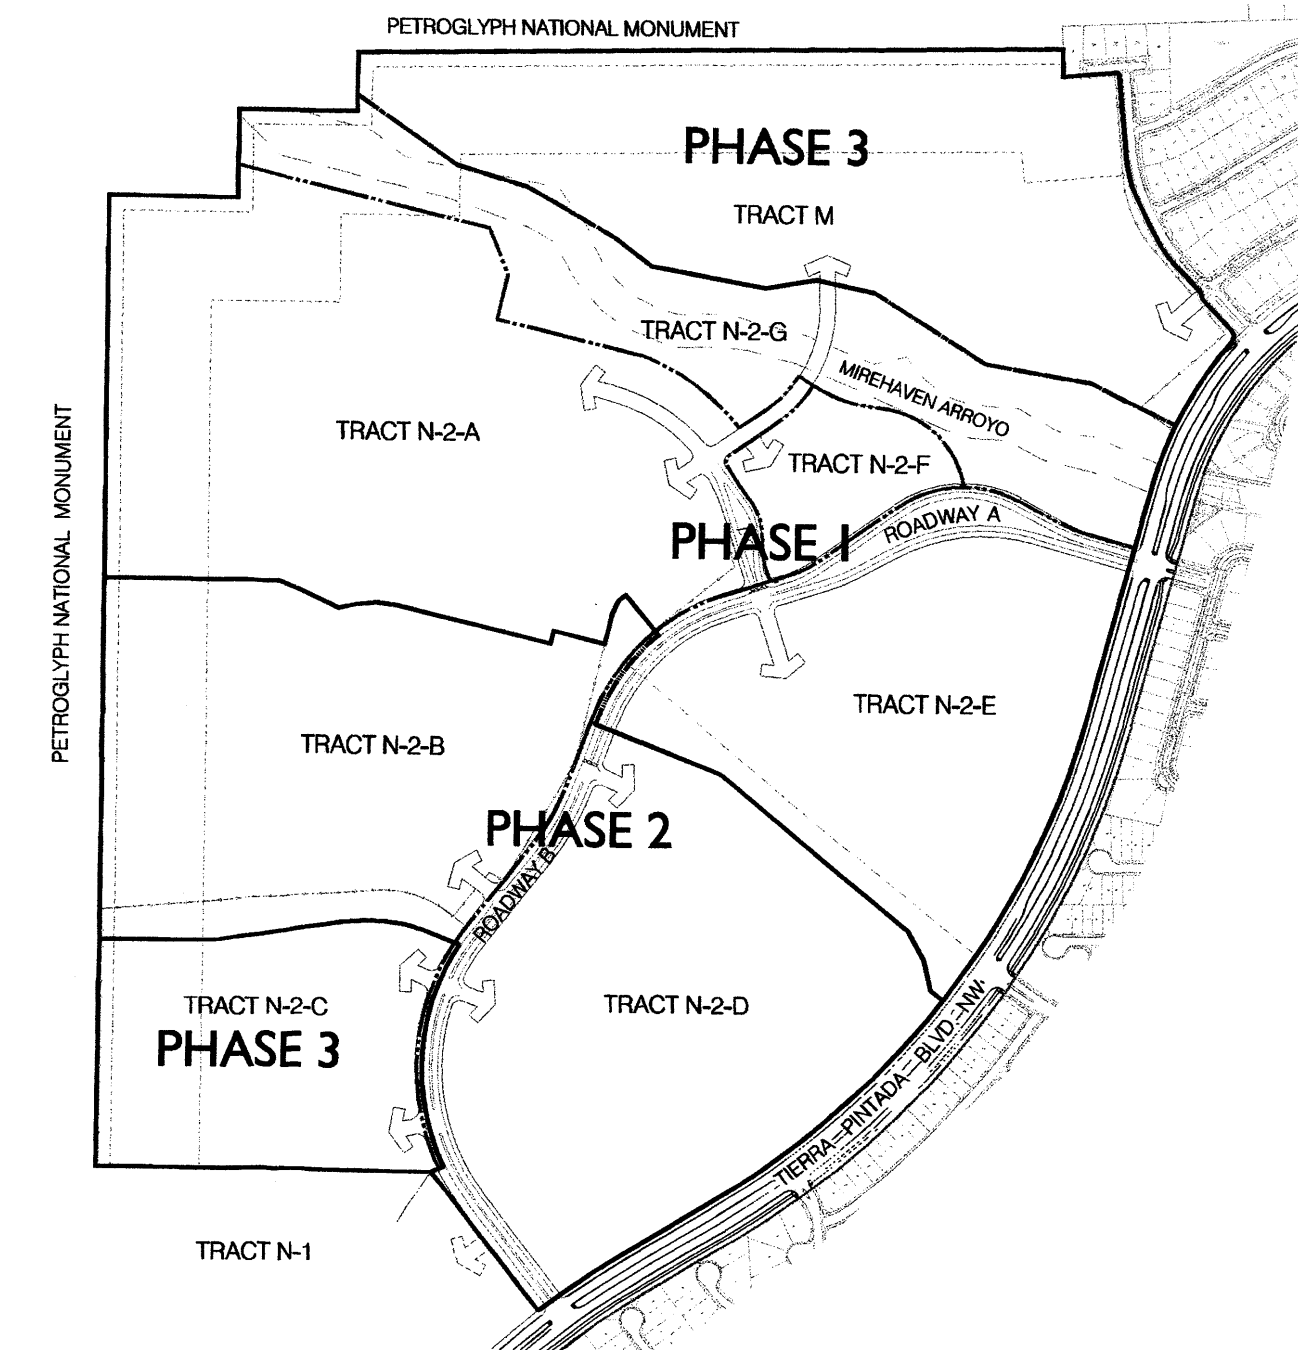 PETROGLYPH NATIONAL MONUMENT
PHASE 3
TRACT M
TRACT N-2-G
MIREHAVEN ARROYO
PETROGLYPH NATIONAL MONUMENT
TRACT N-2-A
TRACT N-2-F
ROADWAY A
PHASE 1
TRACT N-2-E
TRACT N-2-B
PHASE 2
ROADWAY B
TRACT N-2-C
PHASE 3
TRACT N-2-D
TIERRA PINTADA BLVD. NW
TRACT N-1